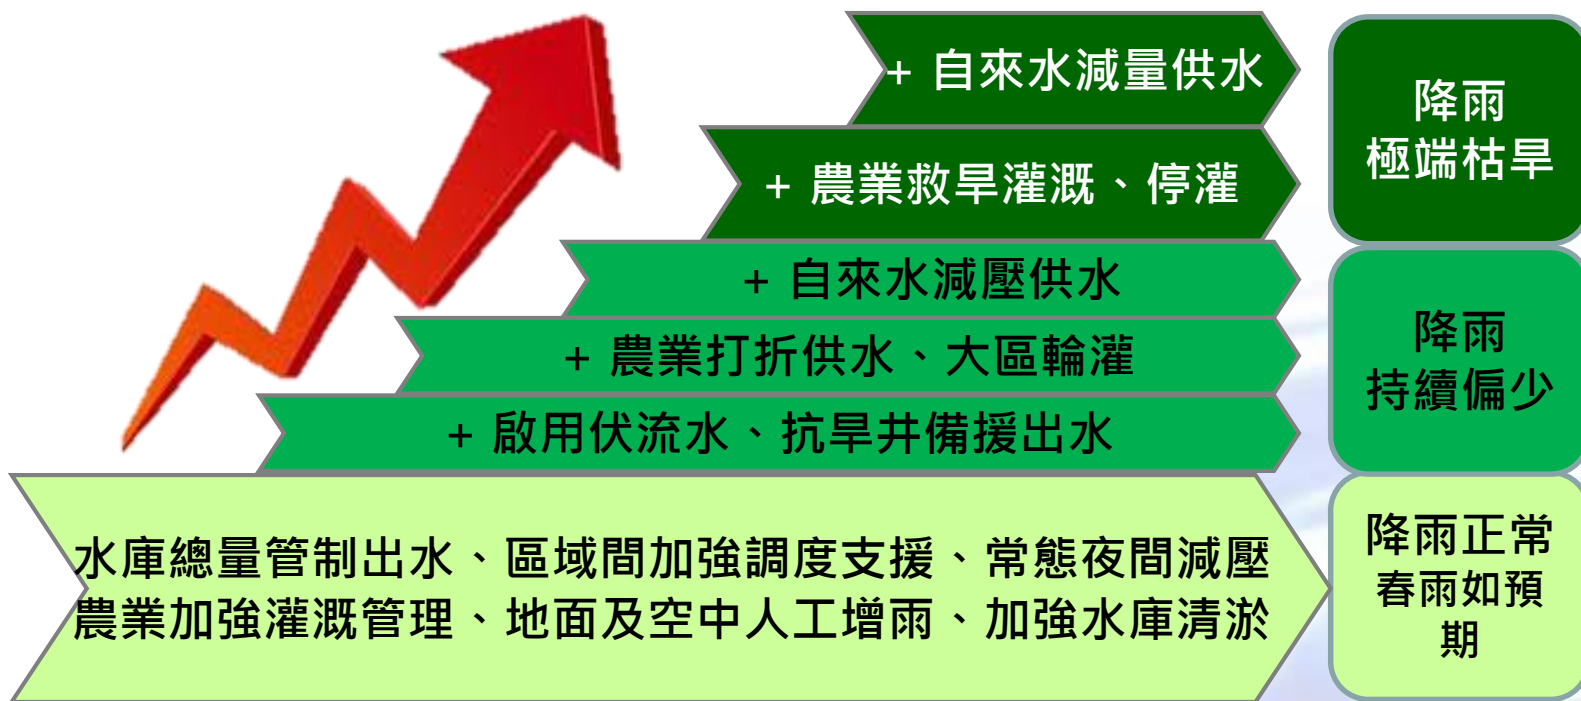 + 自來水減量供水
降雨
極端枯旱
+ 農業救旱灌溉、停灌
+ 自來水減壓供水
降雨
持續偏少
+ 農業打折供水、大區輪灌
+ 啟用伏流水、抗旱井備援出水
水庫總量管制出水、區域間加強調度支援、常態夜間減壓
農業加強灌溉管理、地面及空中人工增雨、加強水庫清淤
降雨正常
春雨如預
期